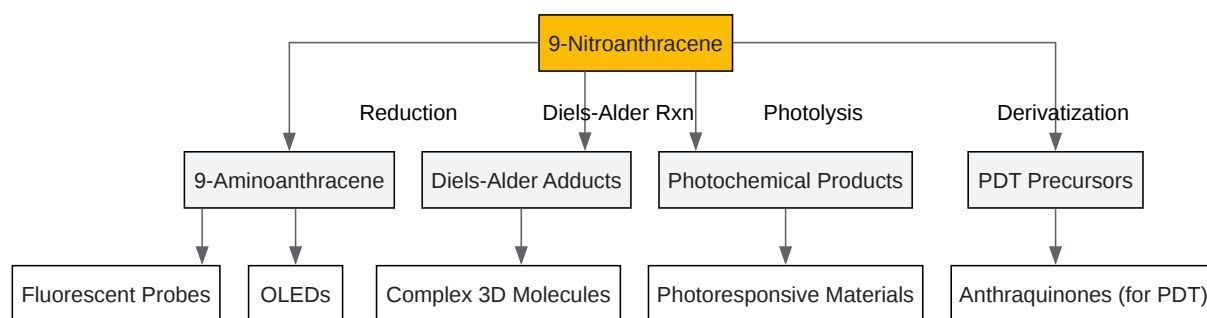 9-Nitroanthracene
Reduction
Diels-Alder Rxn
Photolysis
Derivatization
9-Aminoanthracene
Diels-Alder Adducts
Photochemical Products
PDT Precursors
Fluorescent Probes
OLEDs
Complex 3D Molecules
Photoresponsive Materials
Anthraquinones (for PDT)